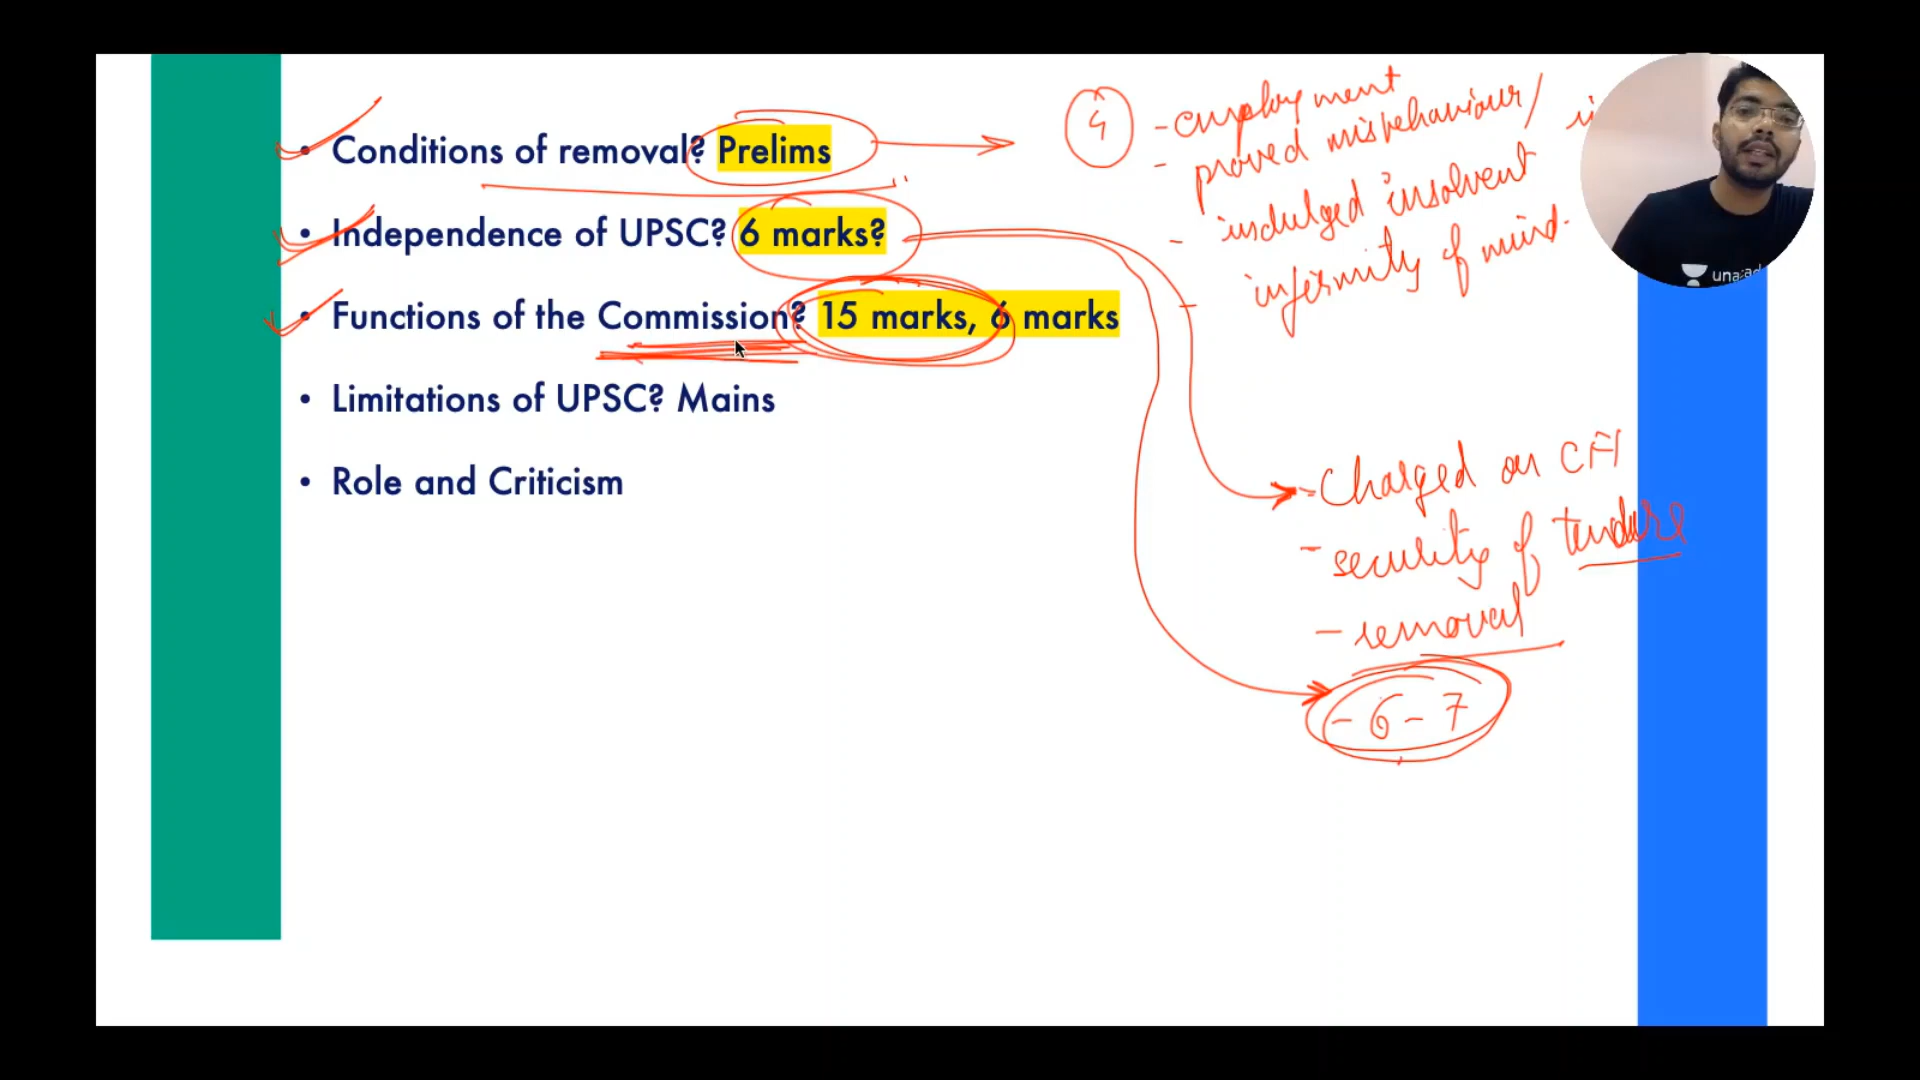 • Conditions of removal? Prelims
• Independence of UPSC? 6 marks?
• Functions of the Commission? 15 marks, 6 marks
• Limitations of UPSC? Mains
• Role and Criticism
- employment
- proved misbehaviour/
- indulged insolvent
- infirmity of mind.
- Charged on CFI
- security of tendure
- removal
- 6 - 7